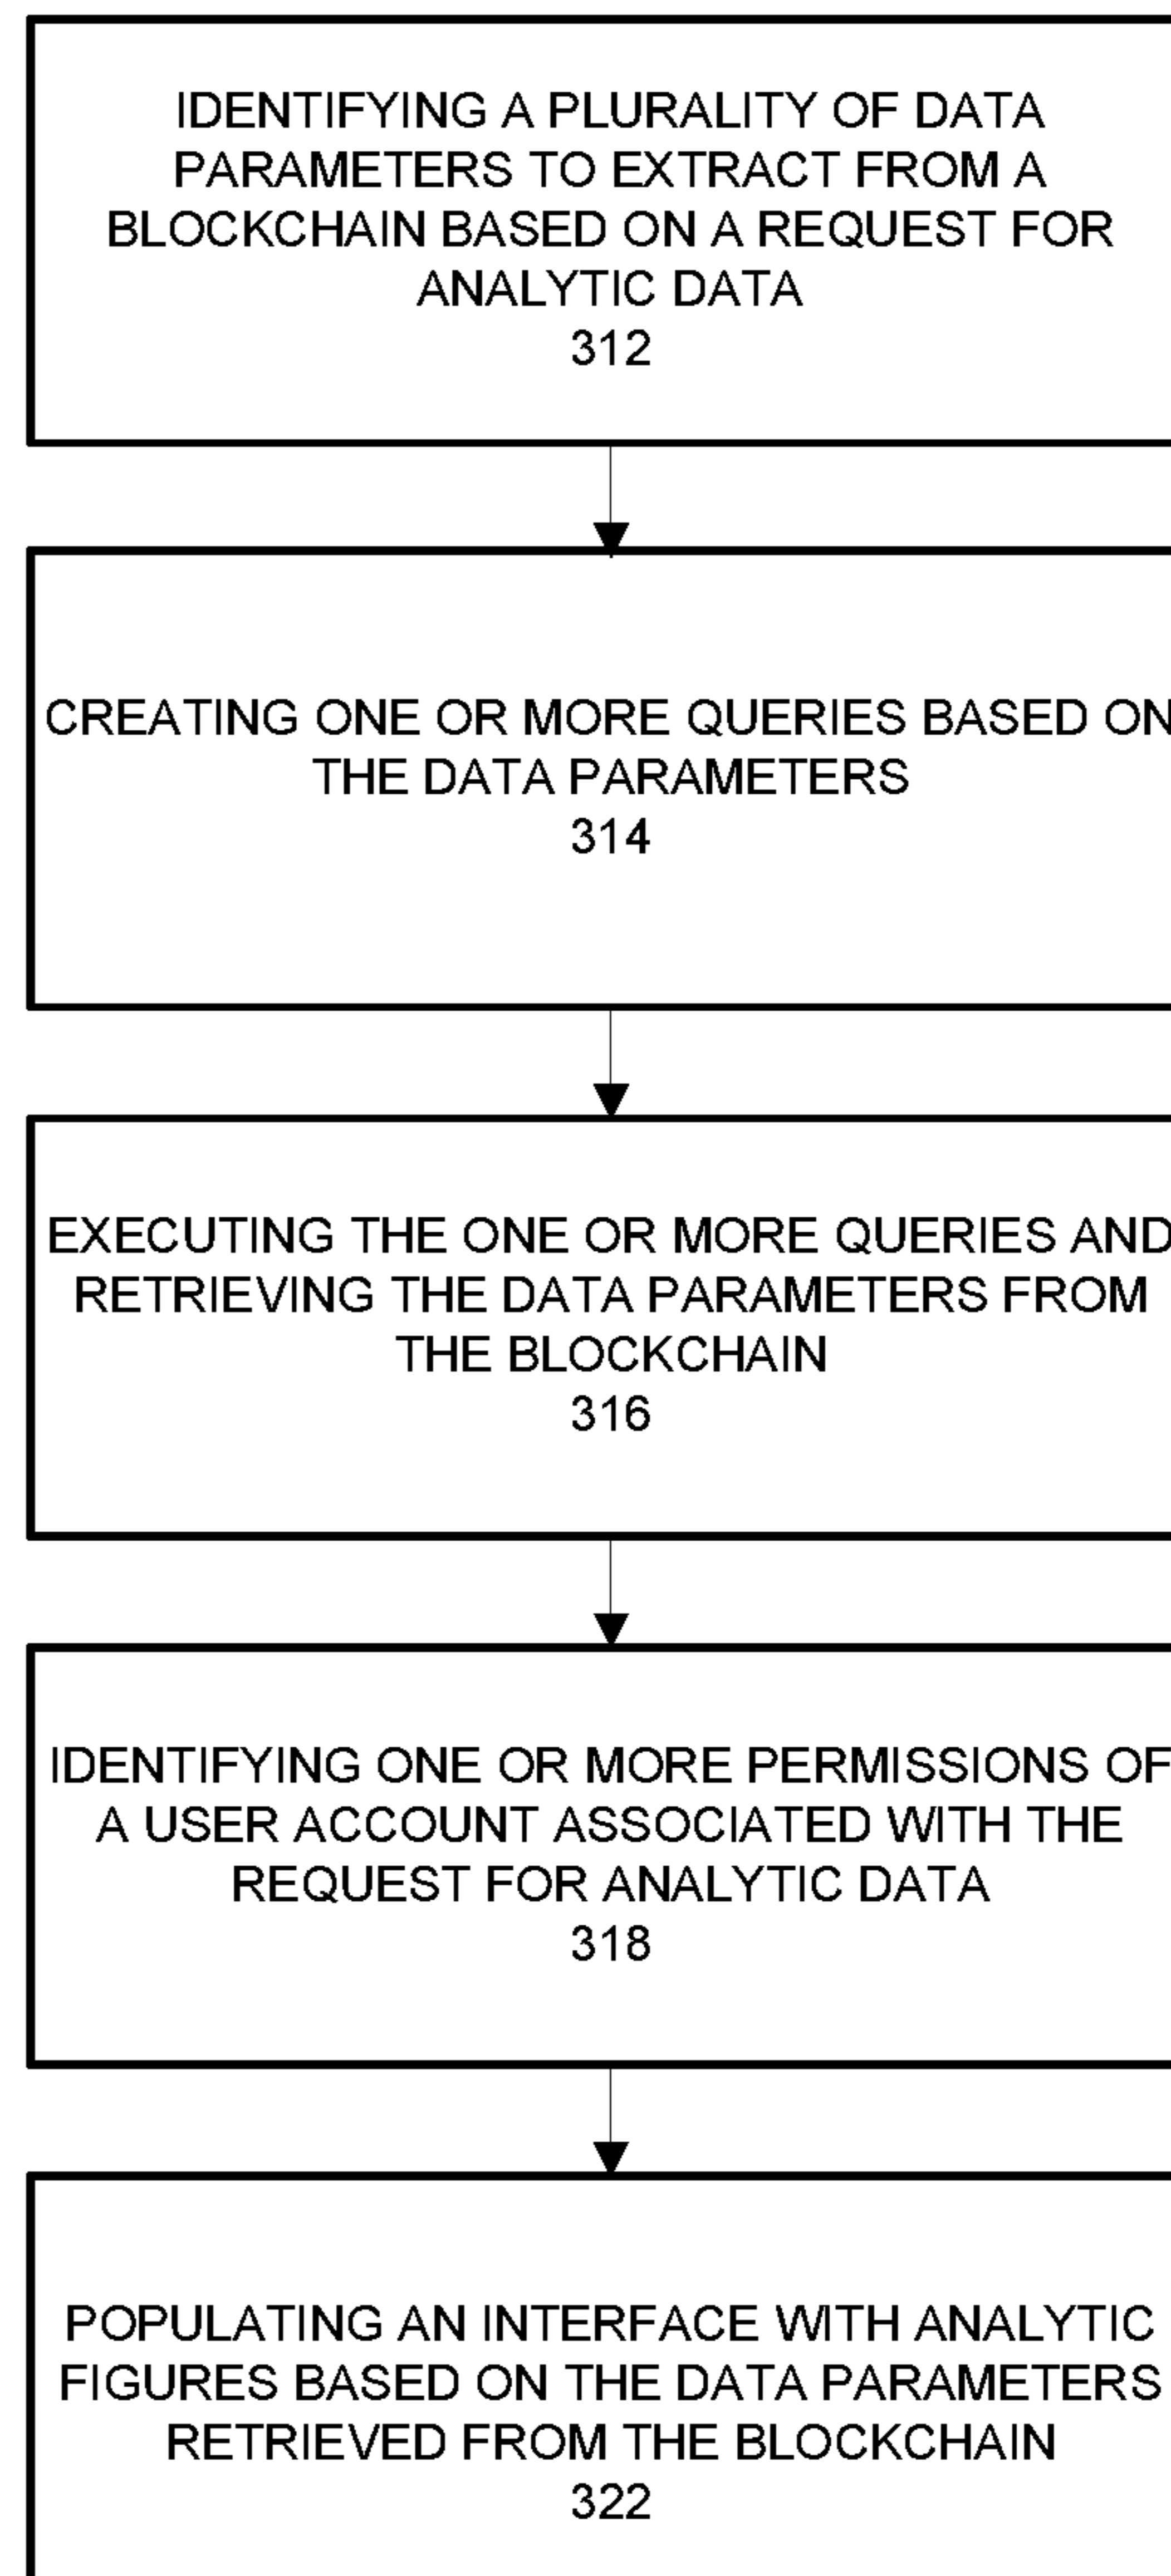 IDENTIFYING A PLURALITY OF DATA
PARAMETERS TO EXTRACT FROM A
BLOCKCHAIN BASED ON A REQUEST FOR
ANALYTIC DATA
312
CREATING ONE OR MORE QUERIES BASED ON
THE DATA PARAMETERS
314
EXECUTING THE ONE OR MORE QUERIES AND
RETRIEVING THE DATA PARAMETERS FROM
THE BLOCKCHAIN
316
IDENTIFYING ONE OR MORE PERMISSIONS OF
A USER ACCOUNT ASSOCIATED WITH THE
REQUEST FOR ANALYTIC DATA
318
POPULATING AN INTERFACE WITH ANALYTIC
FIGURES BASED ON THE DATA PARAMETERS
RETRIEVED FROM THE BLOCKCHAIN
322